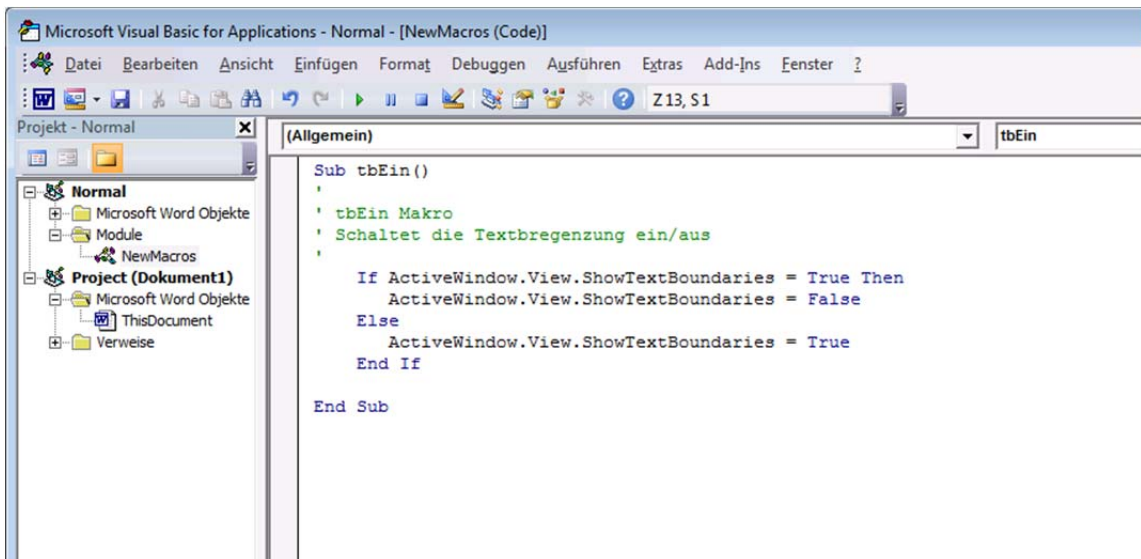 Microsoft Visual Basic for Applications - Normal - [NewMacros (Code)]
Datei Bearbeiten Ansicht Einfügen Format Debuggen Ausführen Extras Add-Ins Fenster ?
Z 13, S 1
Projekt - Normal
(Allgemein)
tbEin
Normal
Microsoft Word Objekte
Module
NewMacros
Project (Dokument1)
Microsoft Word Objekte
ThisDocument
Verweise
Sub tbEin()
'
' tbEin Makro
' Schaltet die Textbregenzung ein/aus
'
If ActiveWindow.View.ShowTextBoundaries = True Then
ActiveWindow.View.ShowTextBoundaries = False
Else
ActiveWindow.View.ShowTextBoundaries = True
End If
End Sub